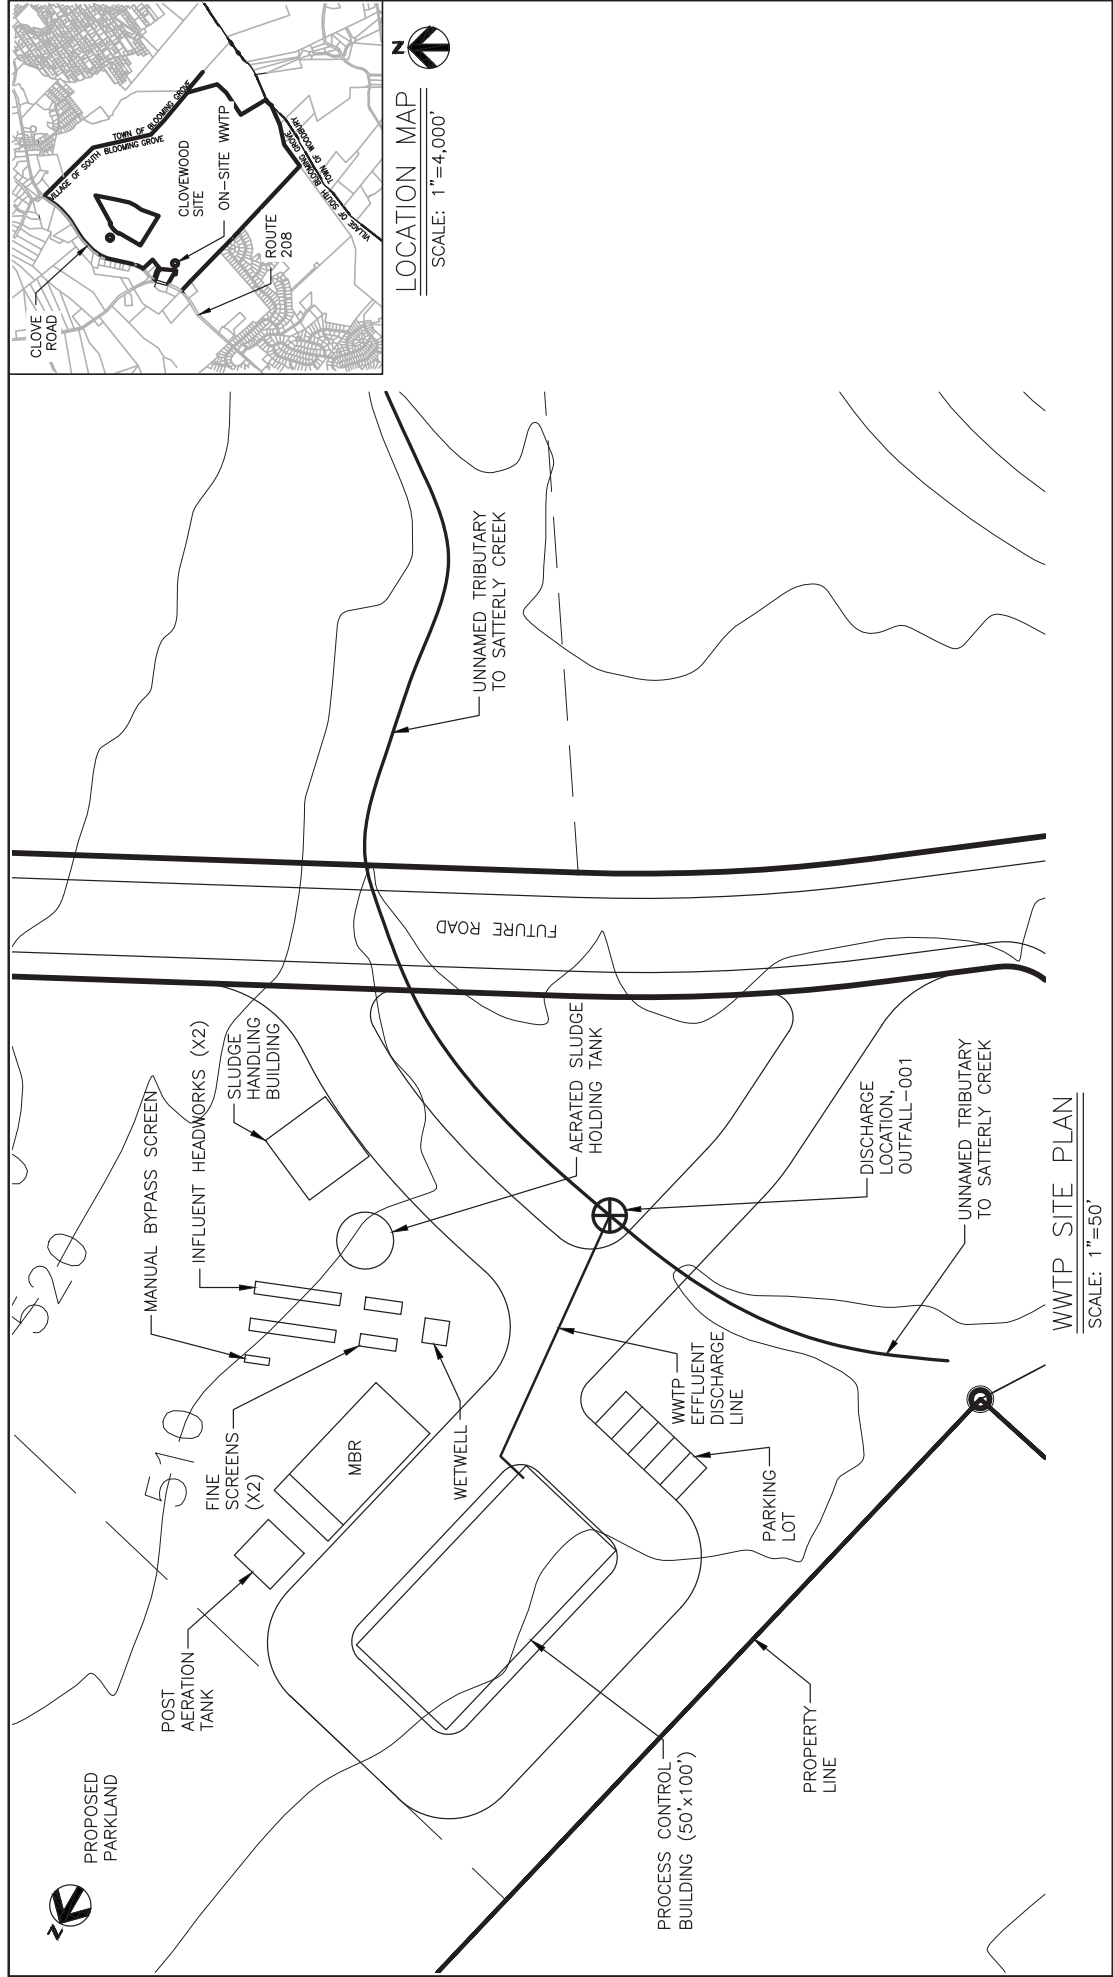 N
PROPOSED
PARKLAND
POST
AERATION
TANK
510
520
MANUAL BYPASS SCREEN
INFLUENT HEADWORKS (X2)
SLUDGE
HANDLING
BUILDING
FINE
SCREENS
(X2)
MBR
WETWELL
AERATED SLUDGE
HOLDING TANK
FUTURE ROAD
UNNAMED TRIBUTARY
TO SATTERLY CREEK
PROCESS CONTROL
BUILDING (50'x100')
WWTP
EFFLUENT
DISCHARGE
LINE
PARKING
LOT
PROPERTY
LINE
DISCHARGE
LOCATION,
OUTFALL-001
UNNAMED TRIBUTARY
TO SATTERLY CREEK
WWTP SITE PLAN
SCALE: 1"=50'
CLOVE
ROAD
VILLAGE OF SOUTH BLOOMING GROVE
TOWN OF BLOOMING GROVE
CLOVEWOOD
SITE
ON-SITE WWTP
ROUTE
208
VILLAGE OF SOUTH BLOOMING GROVE
TOWN OF WOODBURY
N
LOCATION MAP
SCALE: 1"=4,000'